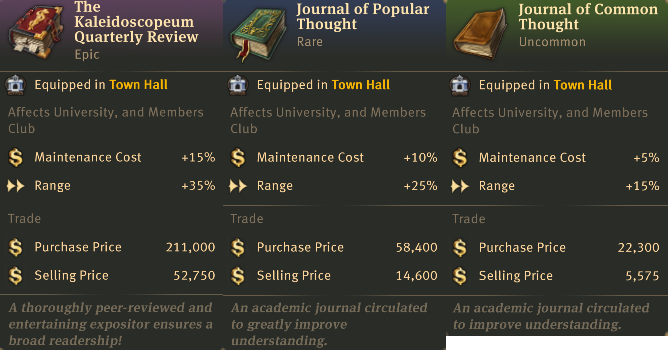 The
Kaleidoscopeum
Quarterly Review
Epic
Equipped in Town Hall
Affects University, and Members
Club
Maintenance Cost +15%
Range +35%
Trade
Purchase Price 211,000
Selling Price 52,750
A thoroughly peer-reviewed and
entertaining expositor ensures a
broad readership!
Journal of Popular
Thought
Rare
Equipped in Town Hall
Affects University, and Members
Club
Maintenance Cost +10%
Range +25%
Trade
Purchase Price 58,400
Selling Price 14,600
An academic journal circulated
to greatly improve
understanding.
Journal of Common
Thought
Uncommon
Equipped in Town Hall
Affects University, and Members
Club
Maintenance Cost +5%
Range +15%
Trade
Purchase Price 22,300
Selling Price 5,575
An academic journal circulated
to improve understanding.